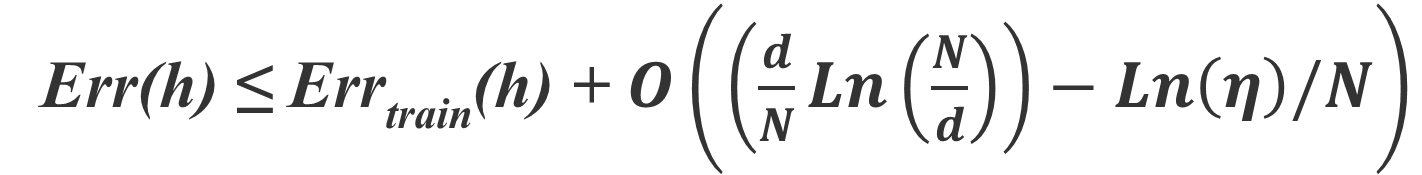 Err(h) ≤ Err_train(h) + O((d/N Ln(N/d)) − Ln(η)/N)